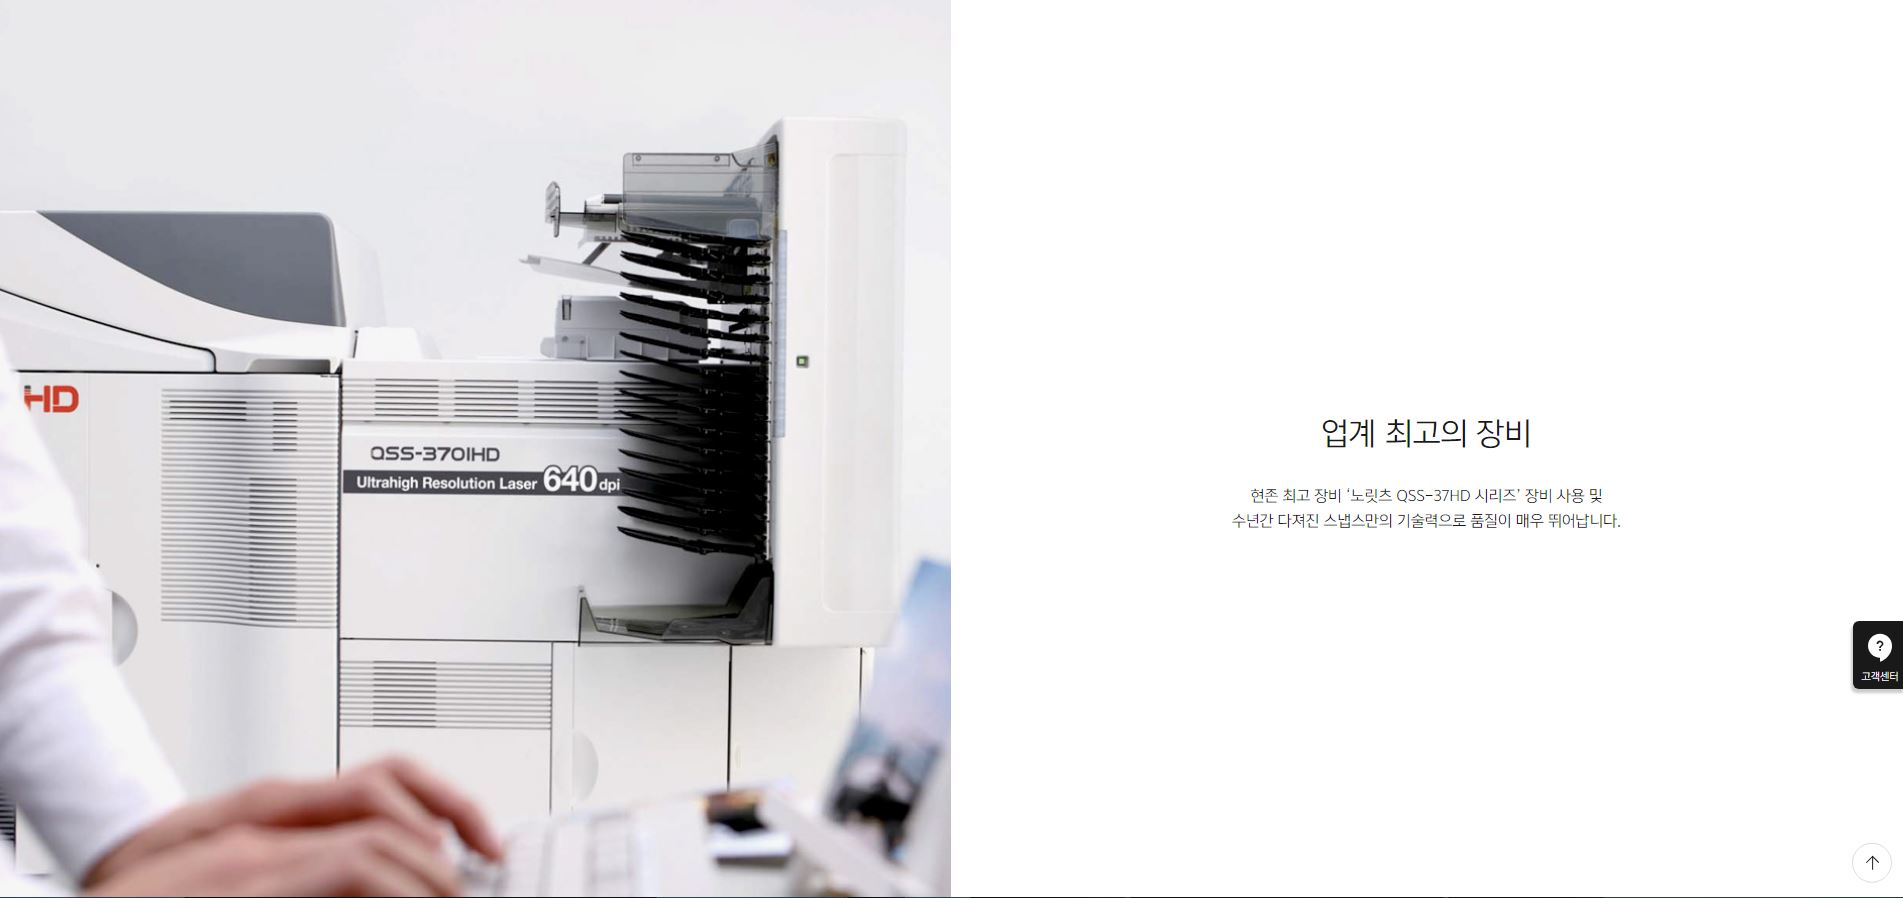 HD
QSS-3701HD
Ultrahigh Resolution Laser 640 dpi
업계 최고의 장비
현존 최고 장비 ‘노릿츠 QSS-37HD 시리즈’ 장비 사용 및
수년간 다져진 스냅스만의 기술력으로 품질이 매우 뛰어납니다.
?
고객센터